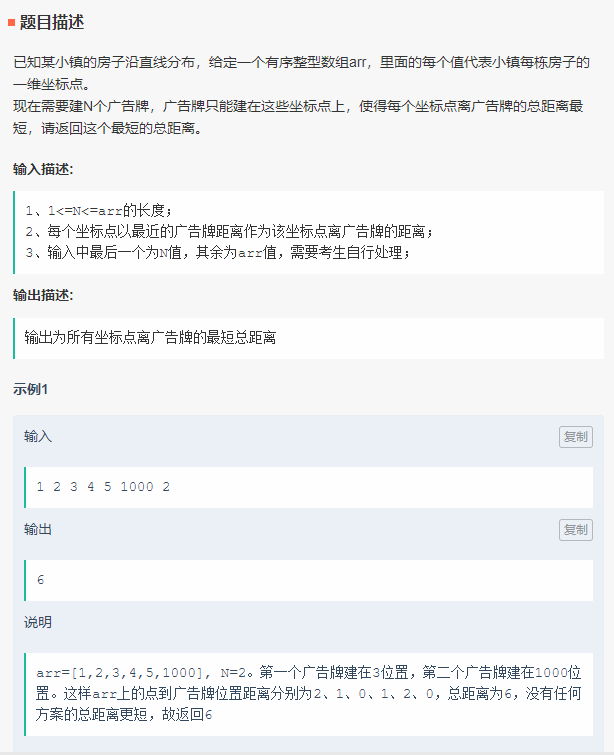 题目描述
已知某小镇的房子沿直线分布，给定一个有序整型数组arr，里面的每个值代表小镇每栋房子的
一维坐标点。
现在需要建N个广告牌，广告牌只能建在这些坐标点上，使得每个坐标点离广告牌的总距离最
短，请返回这个最短的总距离。
输入描述:
1、1<=N<=arr的长度；
2、每个坐标点以最近的广告牌距离作为该坐标点离广告牌的距离；
3、输入中最后一个为N值，其余为arr值，需要考生自行处理；
输出描述:
输出为所有坐标点离广告牌的最短总距离
示例1
输入
复制
1 2 3 4 5 1000 2
输出
复制
6
说明
arr=[1,2,3,4,5,1000], N=2。第一个广告牌建在3位置，第二个广告牌建在1000位
置。这样arr上的点到广告牌位置距离分别为2、1、0、1、2、0，总距离为6，没有任何
方案的总距离更短，故返回6